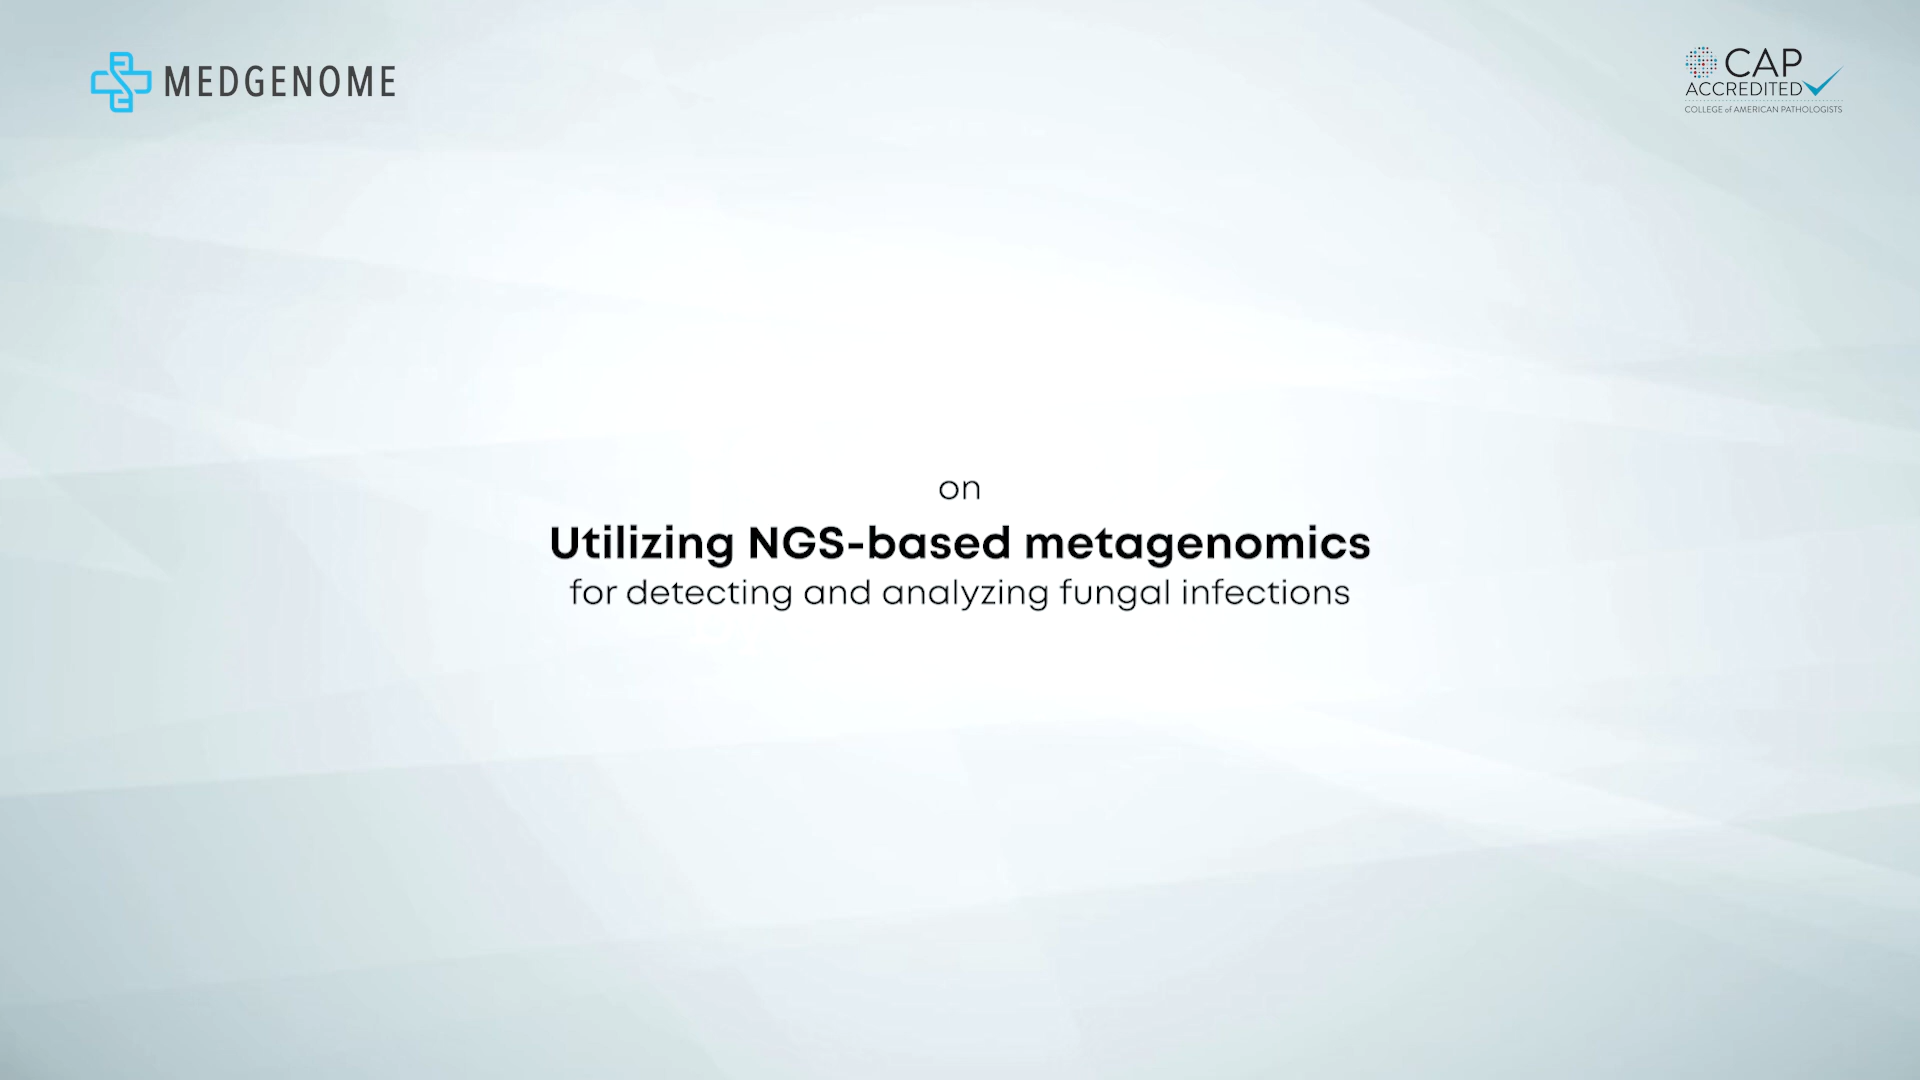 MEDGENOME
CAP
ACCREDITED
COLLEGE of AMERICAN PATHOLOGISTS
on
Utilizing NGS-based metagenomics
for detecting and analyzing fungal infections